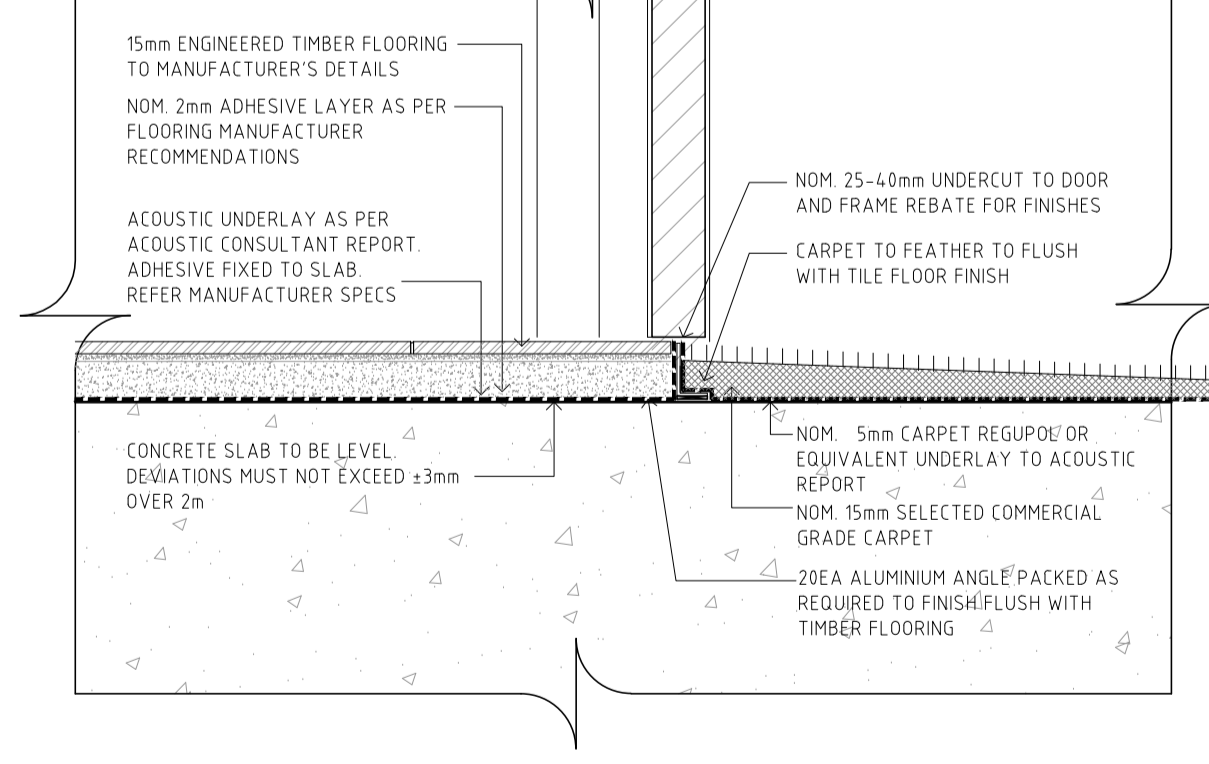 15mm ENGINEERED TIMBER FLOORING
TO MANUFACTURER'S DETAILS
NOM. 2mm ADHESIVE LAYER AS PER
FLOORING MANUFACTURER
RECOMMENDATIONS
ACOUSTIC UNDERLAY AS PER
ACOUSTIC CONSULTANT REPORT.
ADHESIVE FIXED TO SLAB.
REFER MANUFACTURER SPECS
CONCRETE SLAB TO BE LEVEL.
DEVIATIONS MUST NOT EXCEED ±3mm
OVER 2m
NOM. 25-40mm UNDERCUT TO DOOR
AND FRAME REBATE FOR FINISHES
CARPET TO FEATHER TO FLUSH
WITH TILE FLOOR FINISH
NOM. 5mm CARPET REGUPOL OR
EQUIVALENT UNDERLAY TO ACOUSTIC
REPORT
NOM. 15mm SELECTED COMMERCIAL
GRADE CARPET
20EA ALUMINIUM ANGLE PACKED AS
REQUIRED TO FINISH FLUSH WITH
TIMBER FLOORING